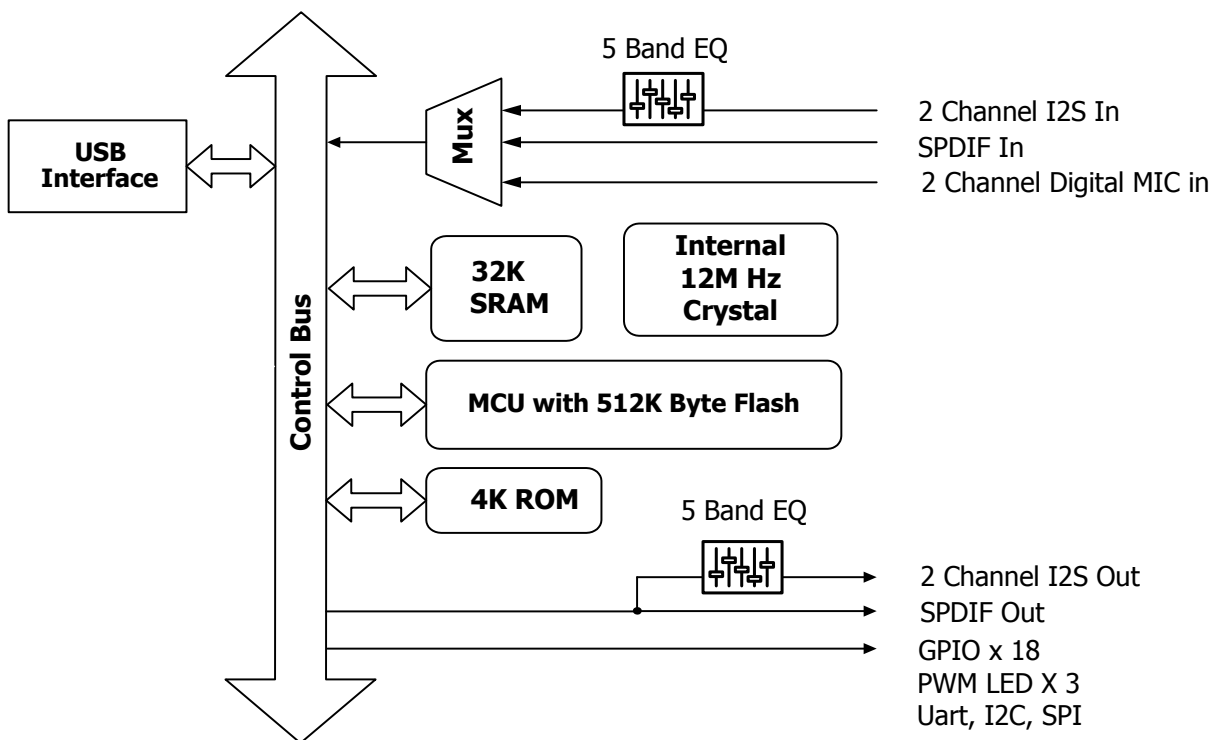 5 Band EQ
2 Channel I2S In
SPDIF In
2 Channel Digital MIC in
Mux
USB
Interface
Control Bus
32K
SRAM
Internal
12M Hz
Crystal
MCU with 512K Byte Flash
4K ROM
5 Band EQ
2 Channel I2S Out
SPDIF Out
GPIO x 18
PWM LED X 3
Uart, I2C, SPI